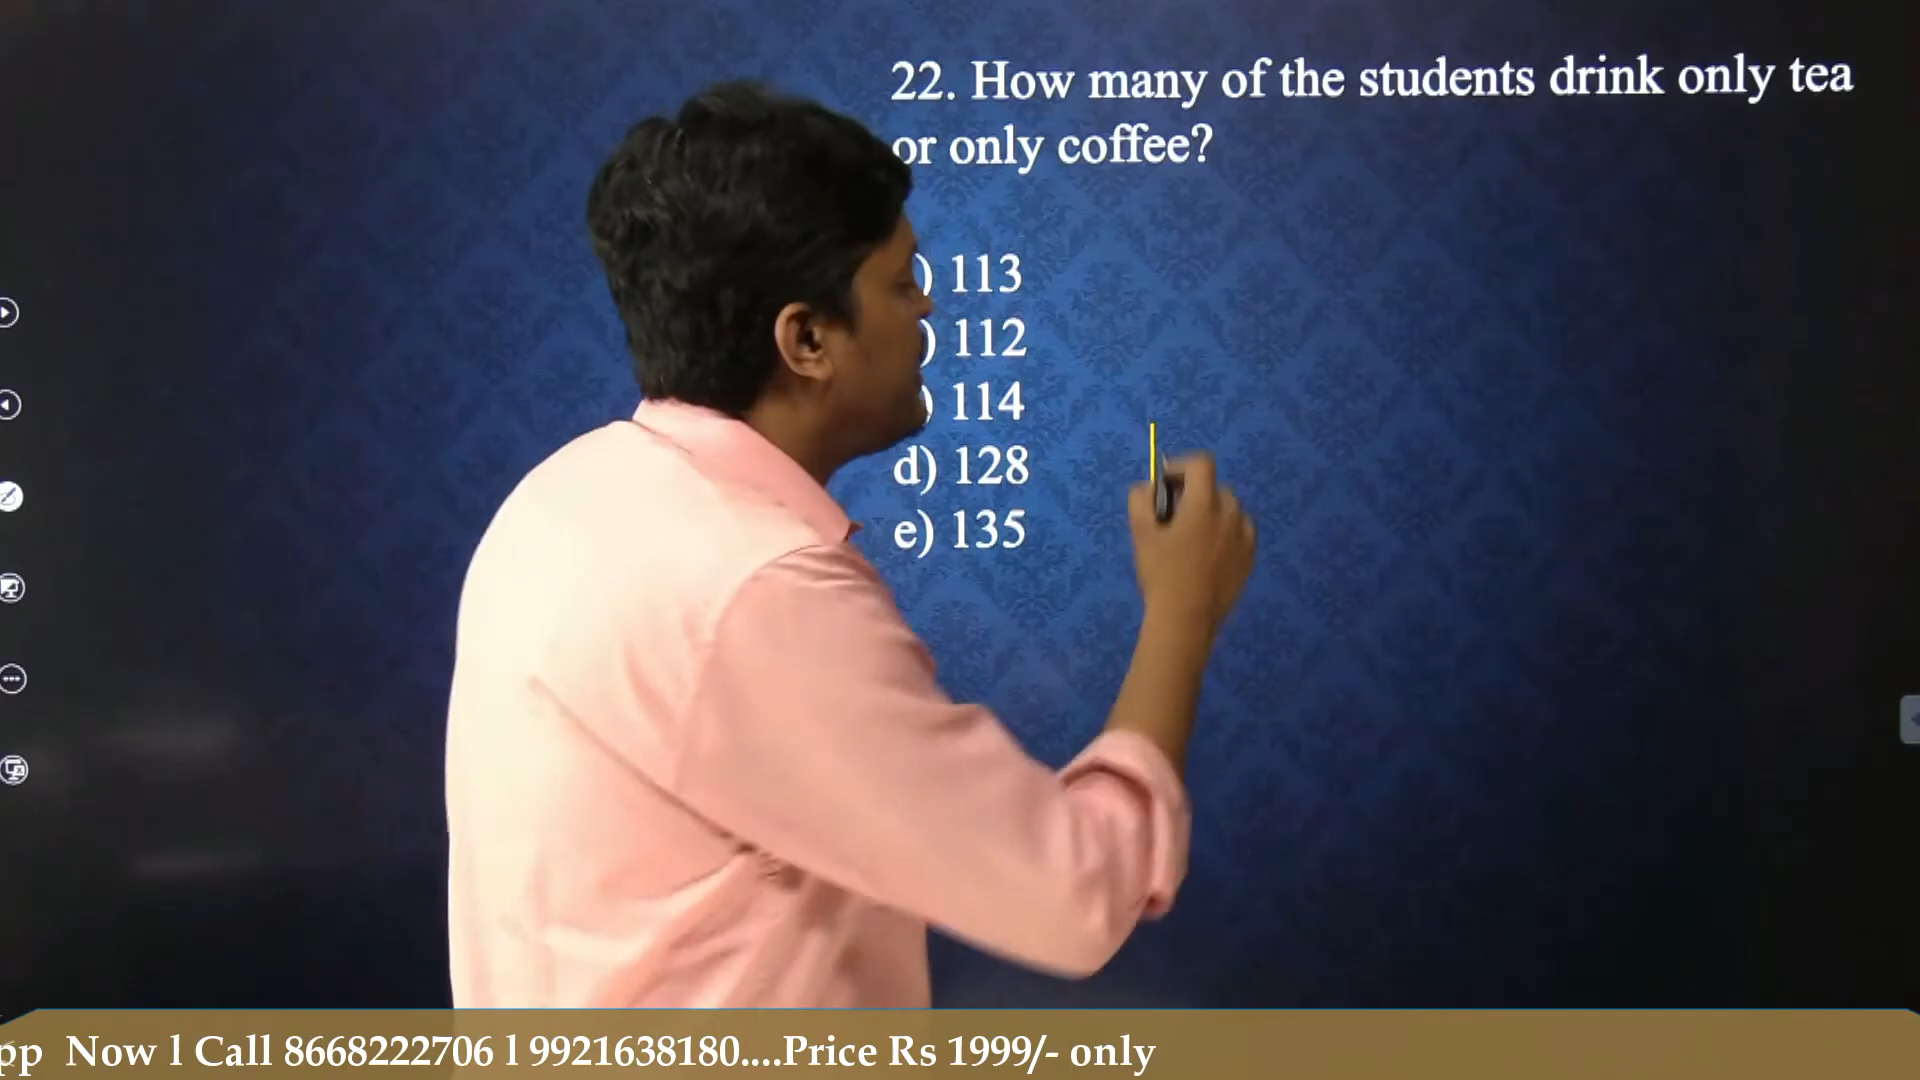 22. How many of the students drink only tea
or only coffee?
) 113
) 112
) 114
d) 128
e) 135
Now l Call 8668222706 l 9921638180....Price Rs 1999/- only